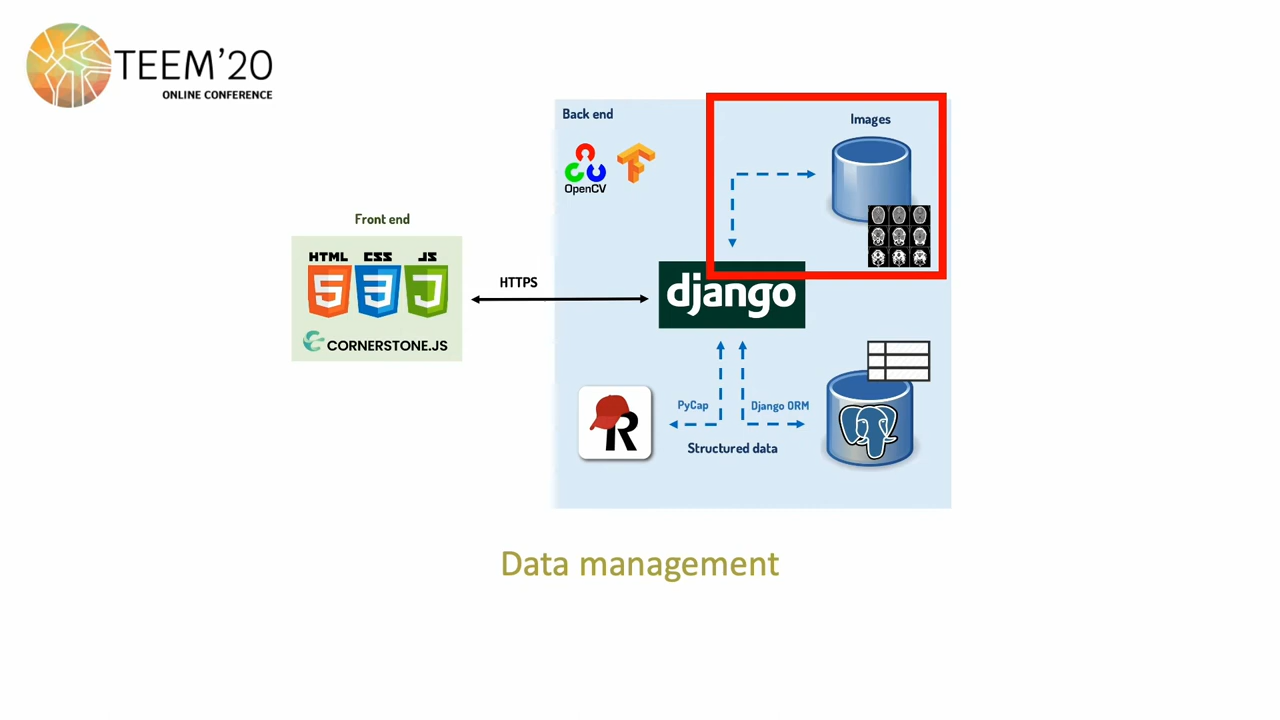 TEEM'20
ONLINE CONFERENCE
Back end
Images
OpenCV
Front end
HTML CSS JS
CORNERSTONE.JS
HTTPS
django
PyCap
Django ORM
R
Structured data
Data management